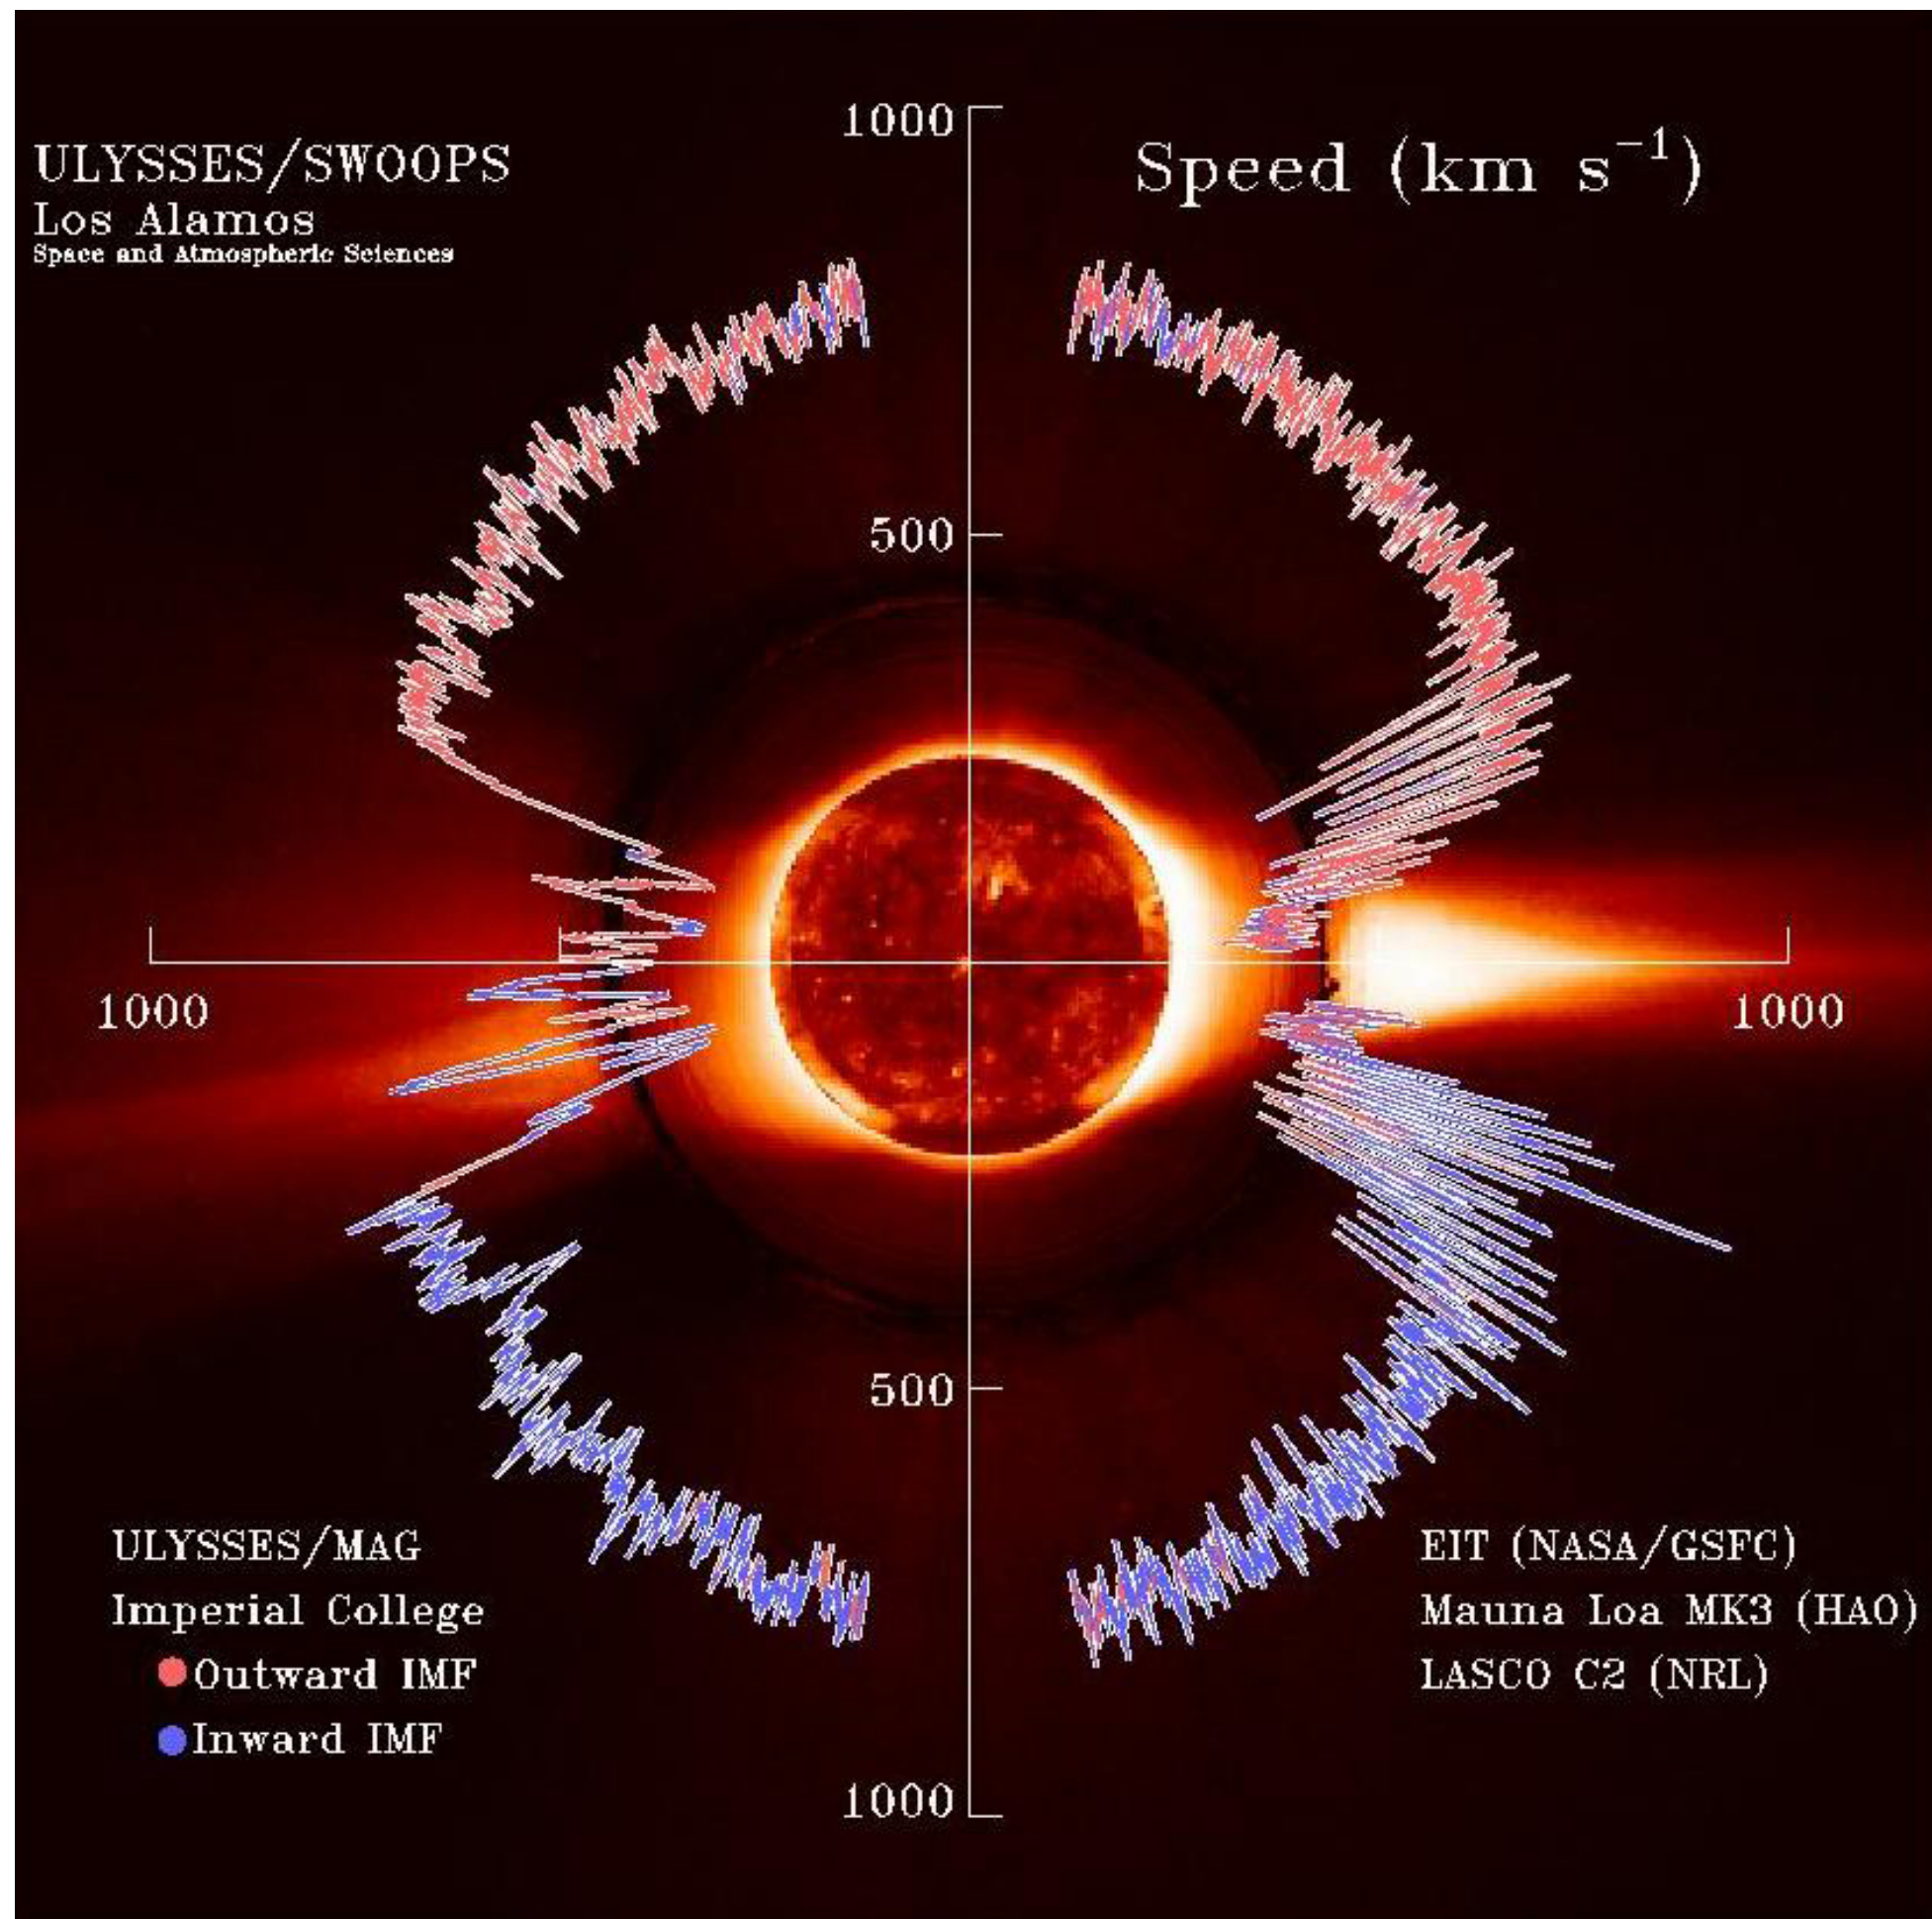 1000
ULYSSES/SWOOPS
Los Alamos
Space and Atmospheric Sciences
Speed (km s⁻¹)
500
1000
1000
500
ULYSSES/MAG
Imperial College
Outward IMF
Inward IMF
EIT (NASA/GSFC)
Mauna Loa MK3 (HAO)
LASCO C2 (NRL)
1000